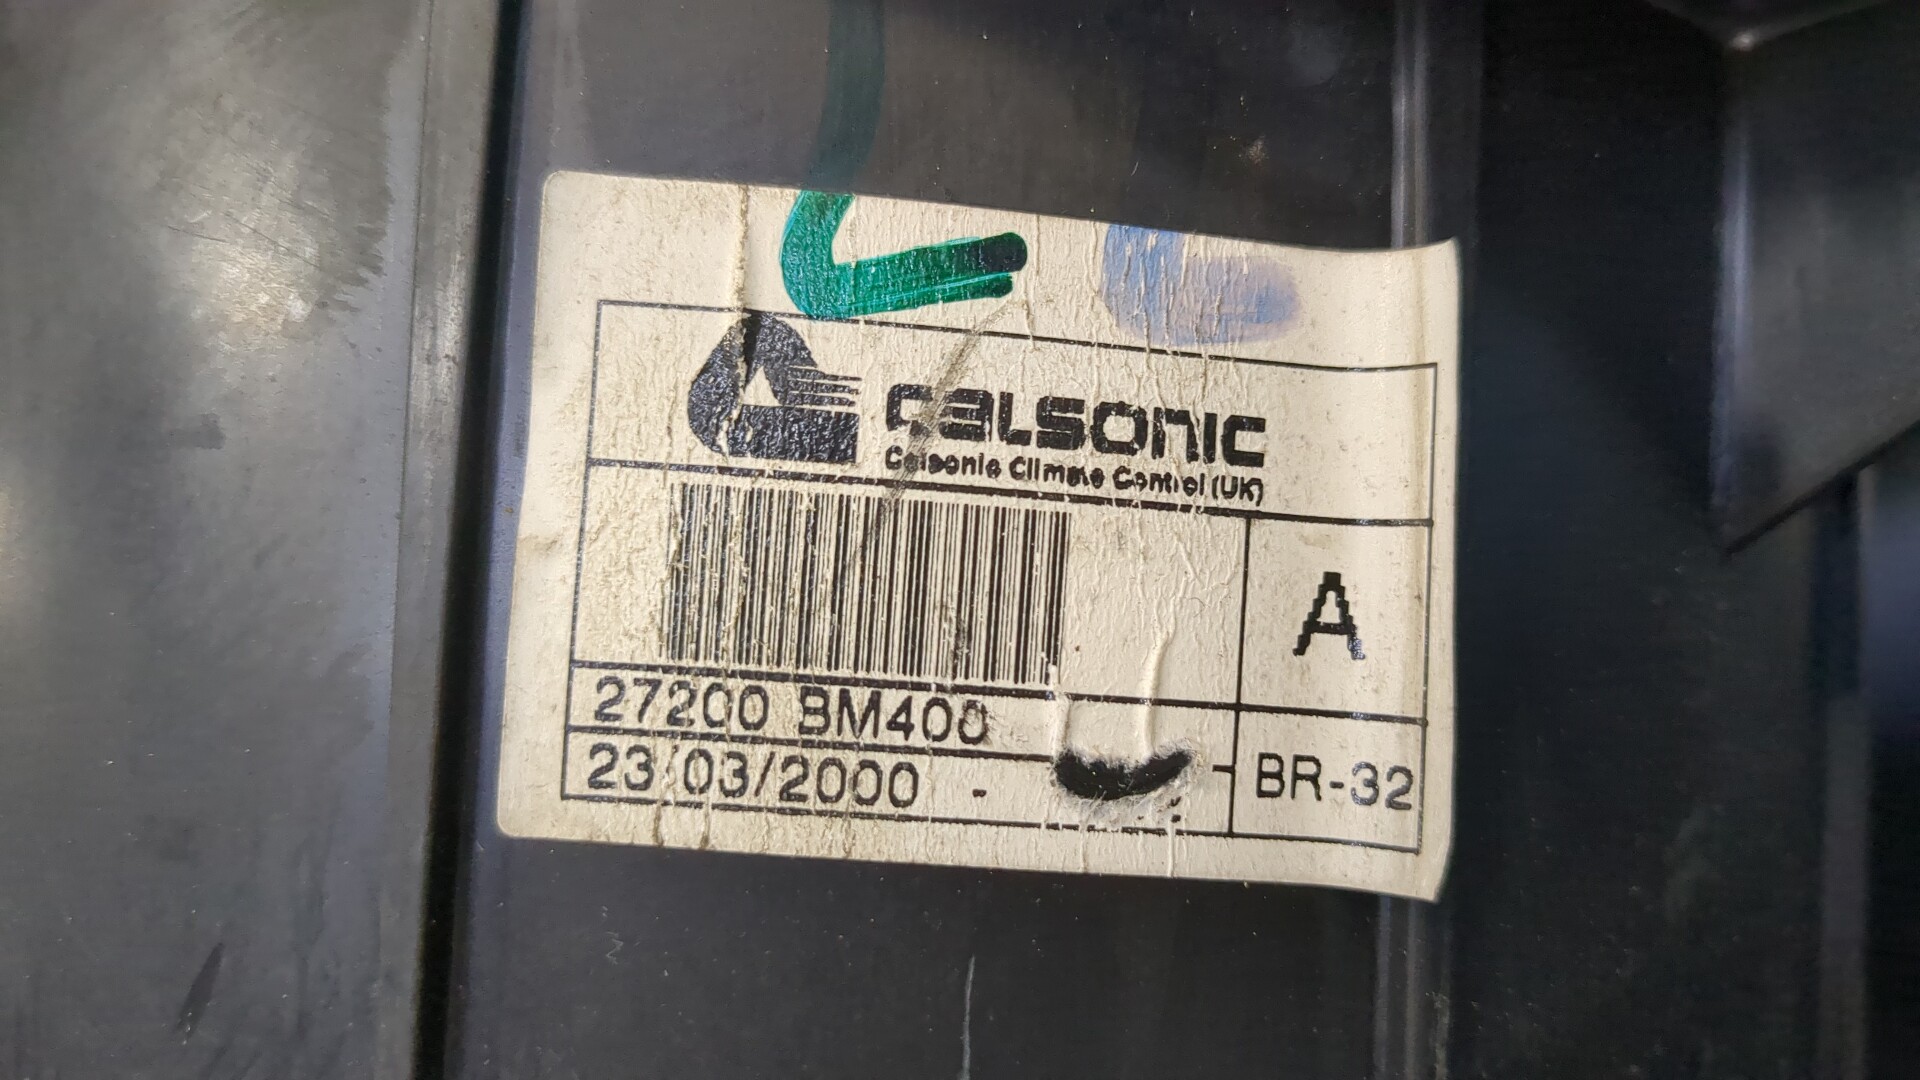 CALSONIC
Calsonic Climate Control (UK)
A
27200 BM400
23/03/2000 -
BR-32